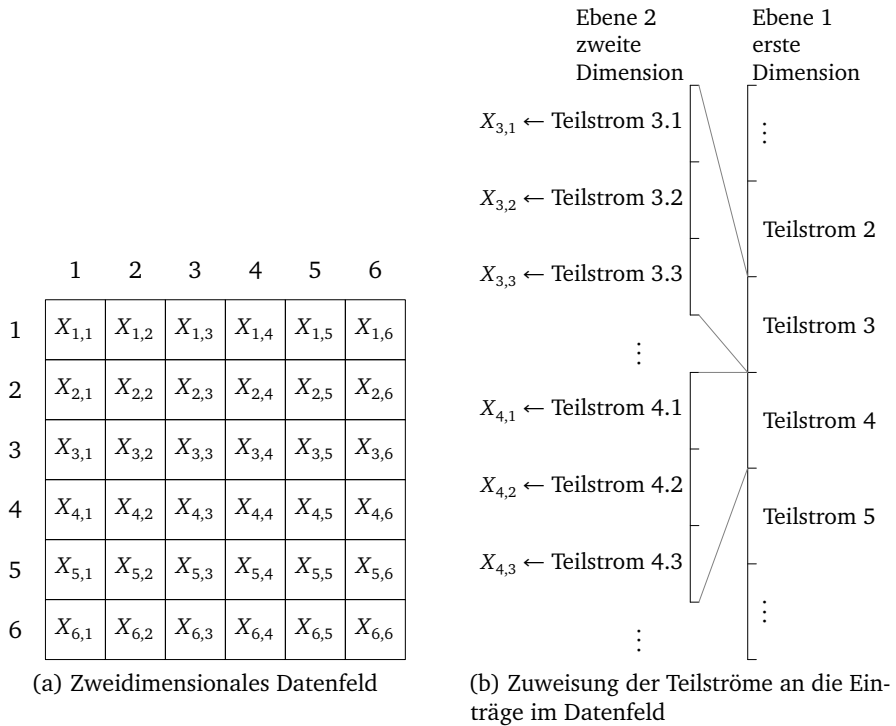 1 2 3 4 5 6
1 X1,1 X1,2 X1,3 X1,4 X1,5 X1,6
2 X2,1 X2,2 X2,3 X2,4 X2,5 X2,6
3 X3,1 X3,2 X3,3 X3,4 X3,5 X3,6
4 X4,1 X4,2 X4,3 X4,4 X4,5 X4,6
5 X5,1 X5,2 X5,3 X5,4 X5,5 X5,6
6 X6,1 X6,2 X6,3 X6,4 X6,5 X6,6
(a) Zweidimensionales Datenfeld
Ebene 2
zweite
Dimension
X3,1 ← Teilstrom 3.1
X3,2 ← Teilstrom 3.2
X3,3 ← Teilstrom 3.3
⋮
X4,1 ← Teilstrom 4.1
X4,2 ← Teilstrom 4.2
X4,3 ← Teilstrom 4.3
⋮
Ebene 1
erste
Dimension
⋮
Teilstrom 2
Teilstrom 3
Teilstrom 4
Teilstrom 5
⋮
(b) Zuweisung der Teilströme an die Ein-
träge im Datenfeld